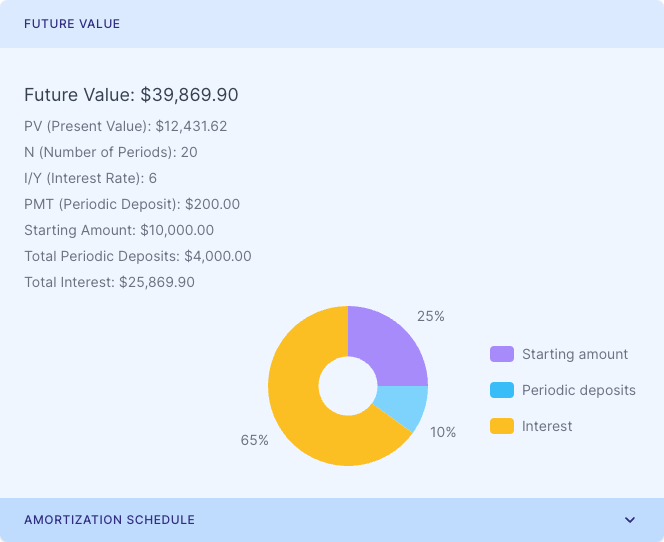 FUTURE VALUE
Future Value: $39,869.90
PV (Present Value): $12,431.62
N (Number of Periods): 20
I/Y (Interest Rate): 6
PMT (Periodic Deposit): $200.00
Starting Amount: $10,000.00
Total Periodic Deposits: $4,000.00
Total Interest: $25,869.90
25%
Starting amount
Periodic deposits
Interest
10%
65%
AMORTIZATION SCHEDULE